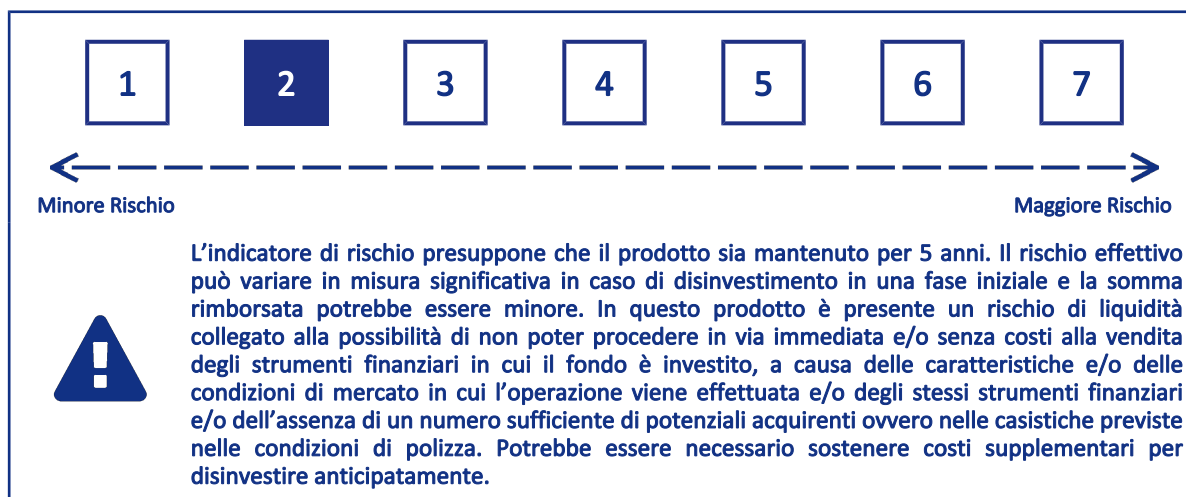 1 2 3 4 5 6 7
Minore Rischio Maggiore Rischio
L'indicatore di rischio presuppone che il prodotto sia mantenuto per 5 anni. Il rischio effettivo
può variare in misura significativa in caso di disinvestimento in una fase iniziale e la somma
rimborsata potrebbe essere minore. In questo prodotto è presente un rischio di liquidità
collegato alla possibilità di non poter procedere in via immediata e/o senza costi alla vendita
degli strumenti finanziari in cui il fondo è investito, a causa delle caratteristiche e/o delle
condizioni di mercato in cui l'operazione viene effettuata e/o degli stessi strumenti finanziari
e/o dell'assenza di un numero sufficiente di potenziali acquirenti ovvero nelle casistiche previste
nelle condizioni di polizza. Potrebbe essere necessario sostenere costi supplementari per
disinvestire anticipatamente.